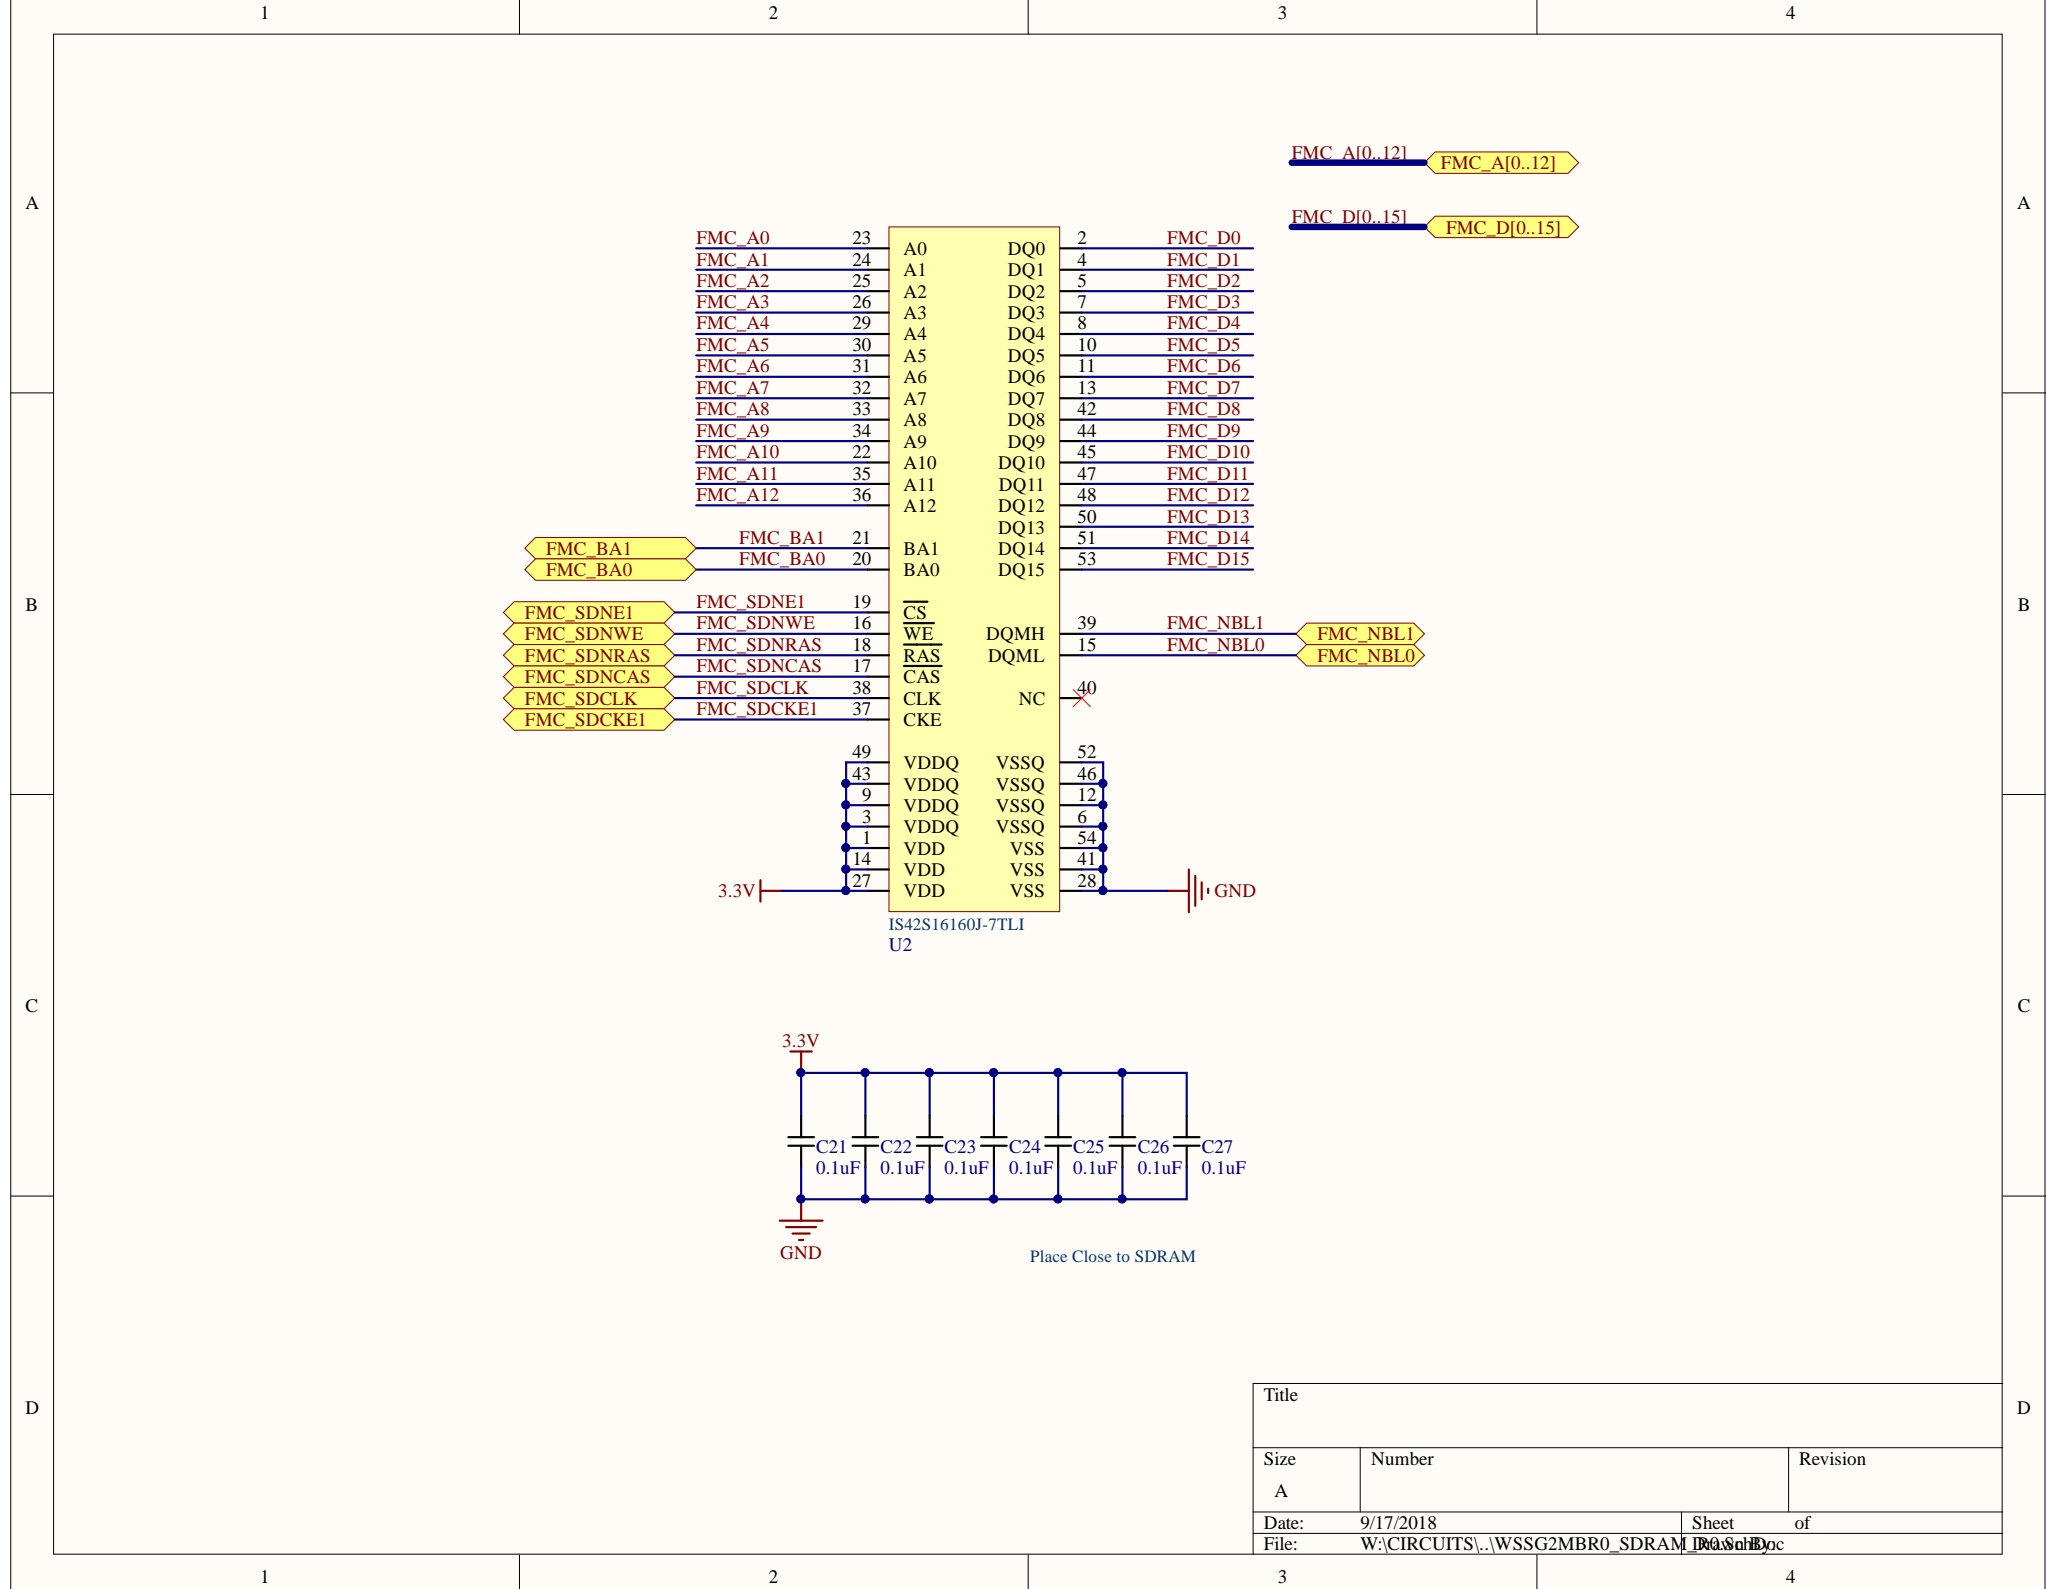 1 2 3 4
A A
FMC_A[0..12] FMC_A[0..12]
FMC_D[0..15] FMC_D[0..15]
FMC_A0 23 A0 DQ0 2 FMC_D0
FMC_A1 24 A1 DQ1 4 FMC_D1
FMC_A2 25 A2 DQ2 5 FMC_D2
FMC_A3 26 A3 DQ3 7 FMC_D3
FMC_A4 29 A4 DQ4 8 FMC_D4
FMC_A5 30 A5 DQ5 10 FMC_D5
FMC_A6 31 A6 DQ6 11 FMC_D6
FMC_A7 32 A7 DQ7 13 FMC_D7
FMC_A8 33 A8 DQ8 42 FMC_D8
FMC_A9 34 A9 DQ9 44 FMC_D9
FMC_A10 22 A10 DQ10 45 FMC_D10
FMC_A11 35 A11 DQ11 47 FMC_D11
FMC_A12 36 A12 DQ12 48 FMC_D12
DQ13 50 FMC_D13
FMC_BA1 FMC_BA1 21 BA1 DQ14 51 FMC_D14
FMC_BA0 FMC_BA0 20 BA0 DQ15 53 FMC_D15
B B
FMC_SDNE1 FMC_SDNE1 19 CS
FMC_SDNWE FMC_SDNWE 16 WE DQMH 39 FMC_NBL1 FMC_NBL1
FMC_SDNRAS FMC_SDNRAS 18 RAS DQML 15 FMC_NBL0 FMC_NBL0
FMC_SDNCAS FMC_SDNCAS 17 CAS
FMC_SDCLK FMC_SDCLK 38 CLK NC 40
FMC_SDCKE1 FMC_SDCKE1 37 CKE
49 VDDQ VSSQ 52
43 VDDQ VSSQ 46
9 VDDQ VSSQ 12
3 VDDQ VSSQ 6
1 VDD VSS 54
14 VDD VSS 41
3.3V 27 VDD VSS 28 GND
IS42S16160J-7TLI
U2
C C
3.3V
C21 C22 C23 C24 C25 C26 C27
0.1uF 0.1uF 0.1uF 0.1uF 0.1uF 0.1uF 0.1uF
GND
Place Close to SDRAM
D D
Title
Size Number Revision
A
Date: 9/17/2018 Sheet of
File: W:\CIRCUITS\..\WSSG2MBR0_SDRAM_R0.SchDoc Drawn By:
1 2 3 4